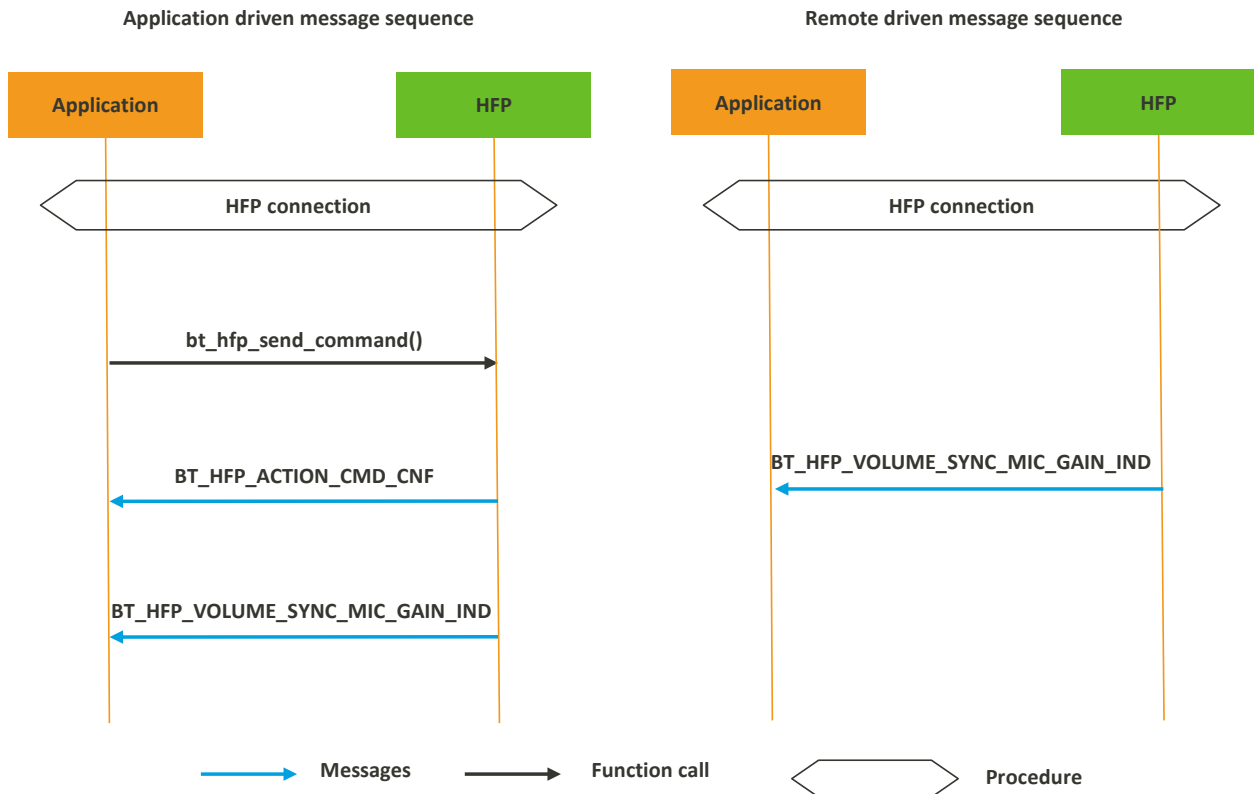 Application driven message sequence
Remote driven message sequence
Application
HFP
Application
HFP
HFP connection
HFP connection
bt_hfp_send_command()
BT_HFP_ACTION_CMD_CNF
BT_HFP_VOLUME_SYNC_MIC_GAIN_IND
BT_HFP_VOLUME_SYNC_MIC_GAIN_IND
Messages
Function call
Procedure